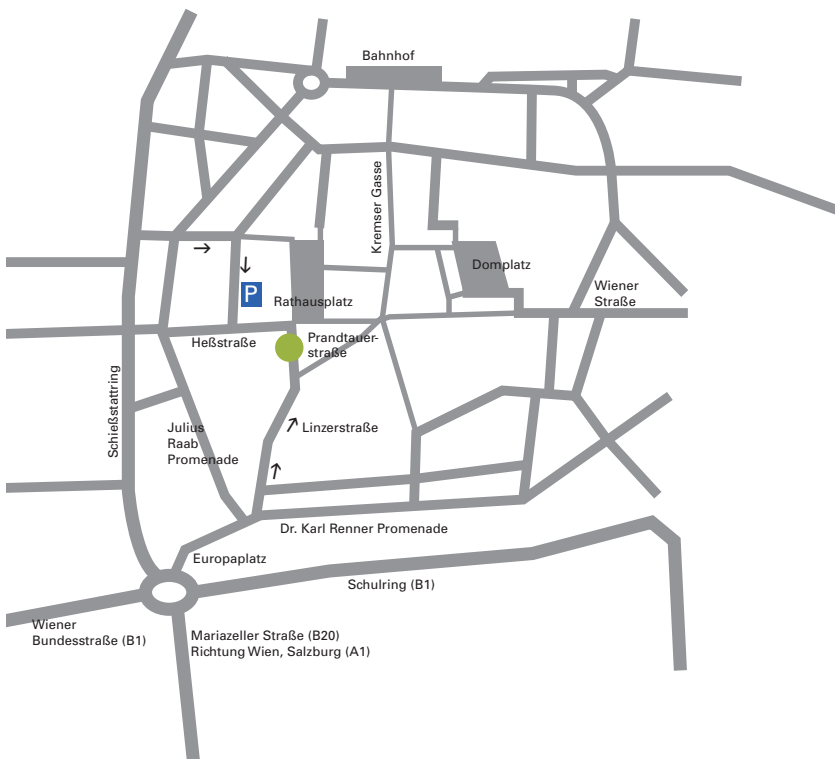 Bahnhof
Kremser Gasse
Domplatz
Wiener
Straße
P
Rathausplatz
Heßstraße
Prandtauer-
straße
Schießstattring
Julius
Raab
Promenade
Linzerstraße
Dr. Karl Renner Promenade
Europaplatz
Schulring (B1)
Wiener
Bundesstraße (B1)
Mariazeller Straße (B20)
Richtung Wien, Salzburg (A1)